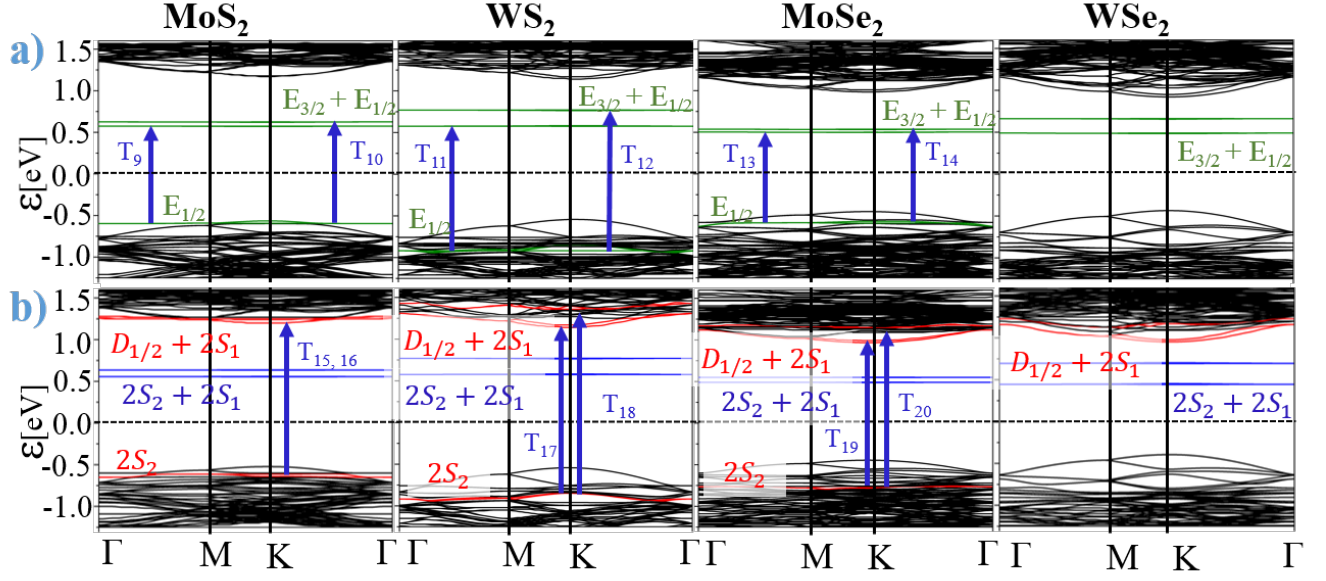 MoS₂ WS₂ MoSe₂ WSe₂
a)
ε[eV]
1.5
1.0
0.5
0.0
-0.5
-1.0
E₃/₂ + E₁/₂
T₉
T₁₀
E₁/₂
E₃/₂ + E₁/₂
T₁₁
T₁₂
E₁/₂
E₃/₂ + E₁/₂
T₁₃
T₁₄
E₁/₂
E₃/₂ + E₁/₂
b)
ε[eV]
1.5
1.0
0.5
0.0
-0.5
-1.0
D₁/₂ + 2S₁
T₁₅, ₁₆
2S₂ + 2S₁
2S₂
D₁/₂ + 2S₁
2S₂ + 2S₁
T₁₈
T₁₇
2S₂
D₁/₂ + 2S₁
2S₂ + 2S₁
T₂₀
T₁₉
2S₂
D₁/₂ + 2S₁
2S₂ + 2S₁
Γ M K Γ M K Γ Γ M K Γ M K Γ